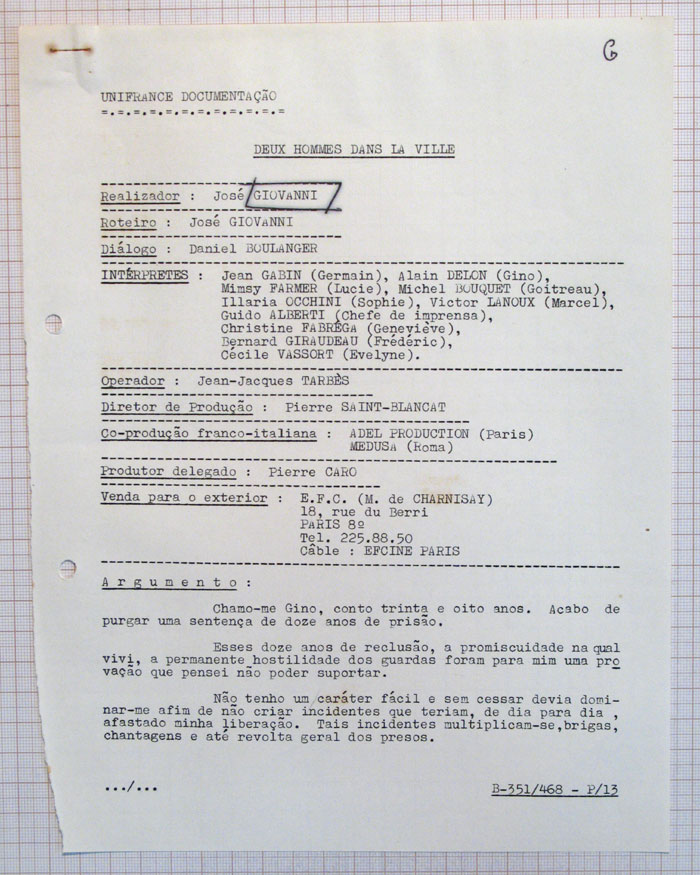 G
UNIFRANCE DOCUMENTAÇÃO
=.=.=.=.=.=.=.=.=.=.=.=
DEUX HOMMES DANS LA VILLE
Realizador : José GIOVANNI
Roteiro : José GIOVANNI
Diálogo : Daniel BOULANGER
INTÉRPRETES : Jean GABIN (Germain), Alain DELON (Gino),
Mimsy FARMER (Lucie), Michel BOUQUET (Goitreau),
Illaria OCCHINI (Sophie), Victor LANOUX (Marcel),
Guido ALBERTI (Chefe de imprensa),
Christine FABRÉGA (Geneviève),
Bernard GIRAUDEAU (Frédéric),
Cécile VASSORT (Evelyne).
Operador : Jean-Jacques TARBÈS
Diretor de Produção : Pierre SAINT-BLANCAT
Co-produção franco-italiana : ADEL PRODUCTION (Paris)
MEDUSA (Roma)
Produtor delegado : Pierre CARO
Venda para o exterior : E.F.C. (M. de CHARNISAY)
18, rue du Berri
PARIS 8º
Tel. 225.88.50
Câble : EFCINE PARIS
A r g u m e n t o :
Chamo-me Gino, conto trinta e oito anos. Acabo de
purgar uma sentença de doze anos de prisão.
Esses doze anos de reclusão, a promiscuidade na qual
vivi, a permanente hostilidade dos guardas foram para mim uma pro
vação que pensei não poder suportar.
Não tenho um caráter fácil e sem cessar devia domi-
nar-me afim de não criar incidentes que teriam, de dia para dia ,
afastado minha liberação. Tais incidentes multiplicam-se,brigas,
chantagens e até revolta geral dos presos.
.../...
B-351/468 - P/13